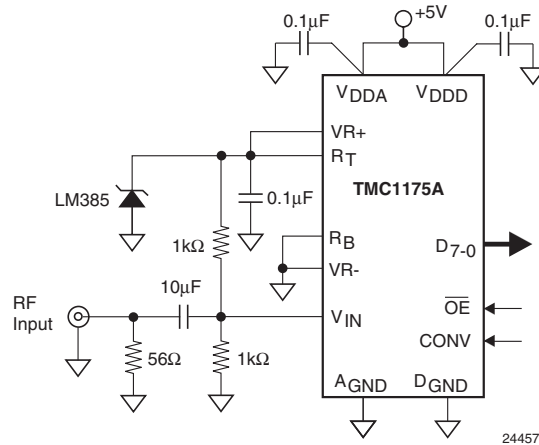 +5V
0.1µF
0.1µF
VDDA
VDDD
VR+
RT
TMC1175A
LM385
0.1µF
RB
1kΩ
D7-0
VR-
10µF
RF
Input
VIN
OE
CONV
56Ω
1kΩ
AGND
DGND
24457